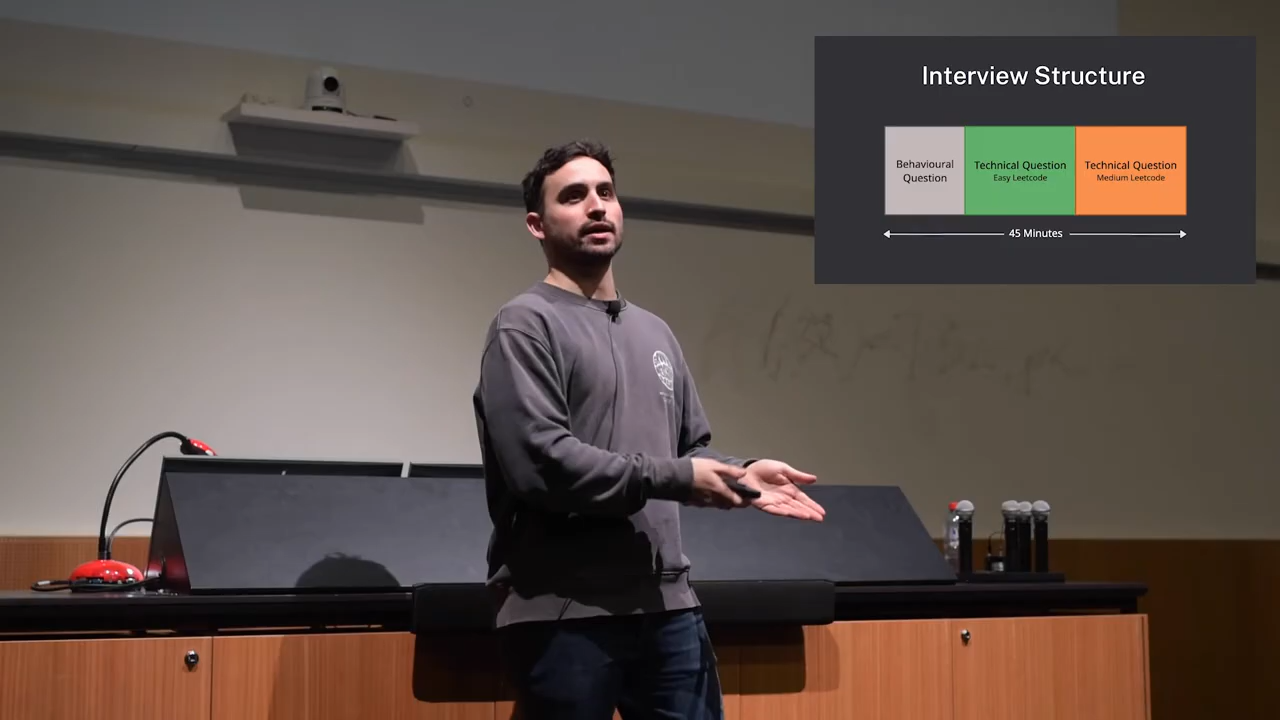 Interview Structure
Behavioural
Question
Technical Question
Easy Leetcode
Technical Question
Medium Leetcode
45 Minutes